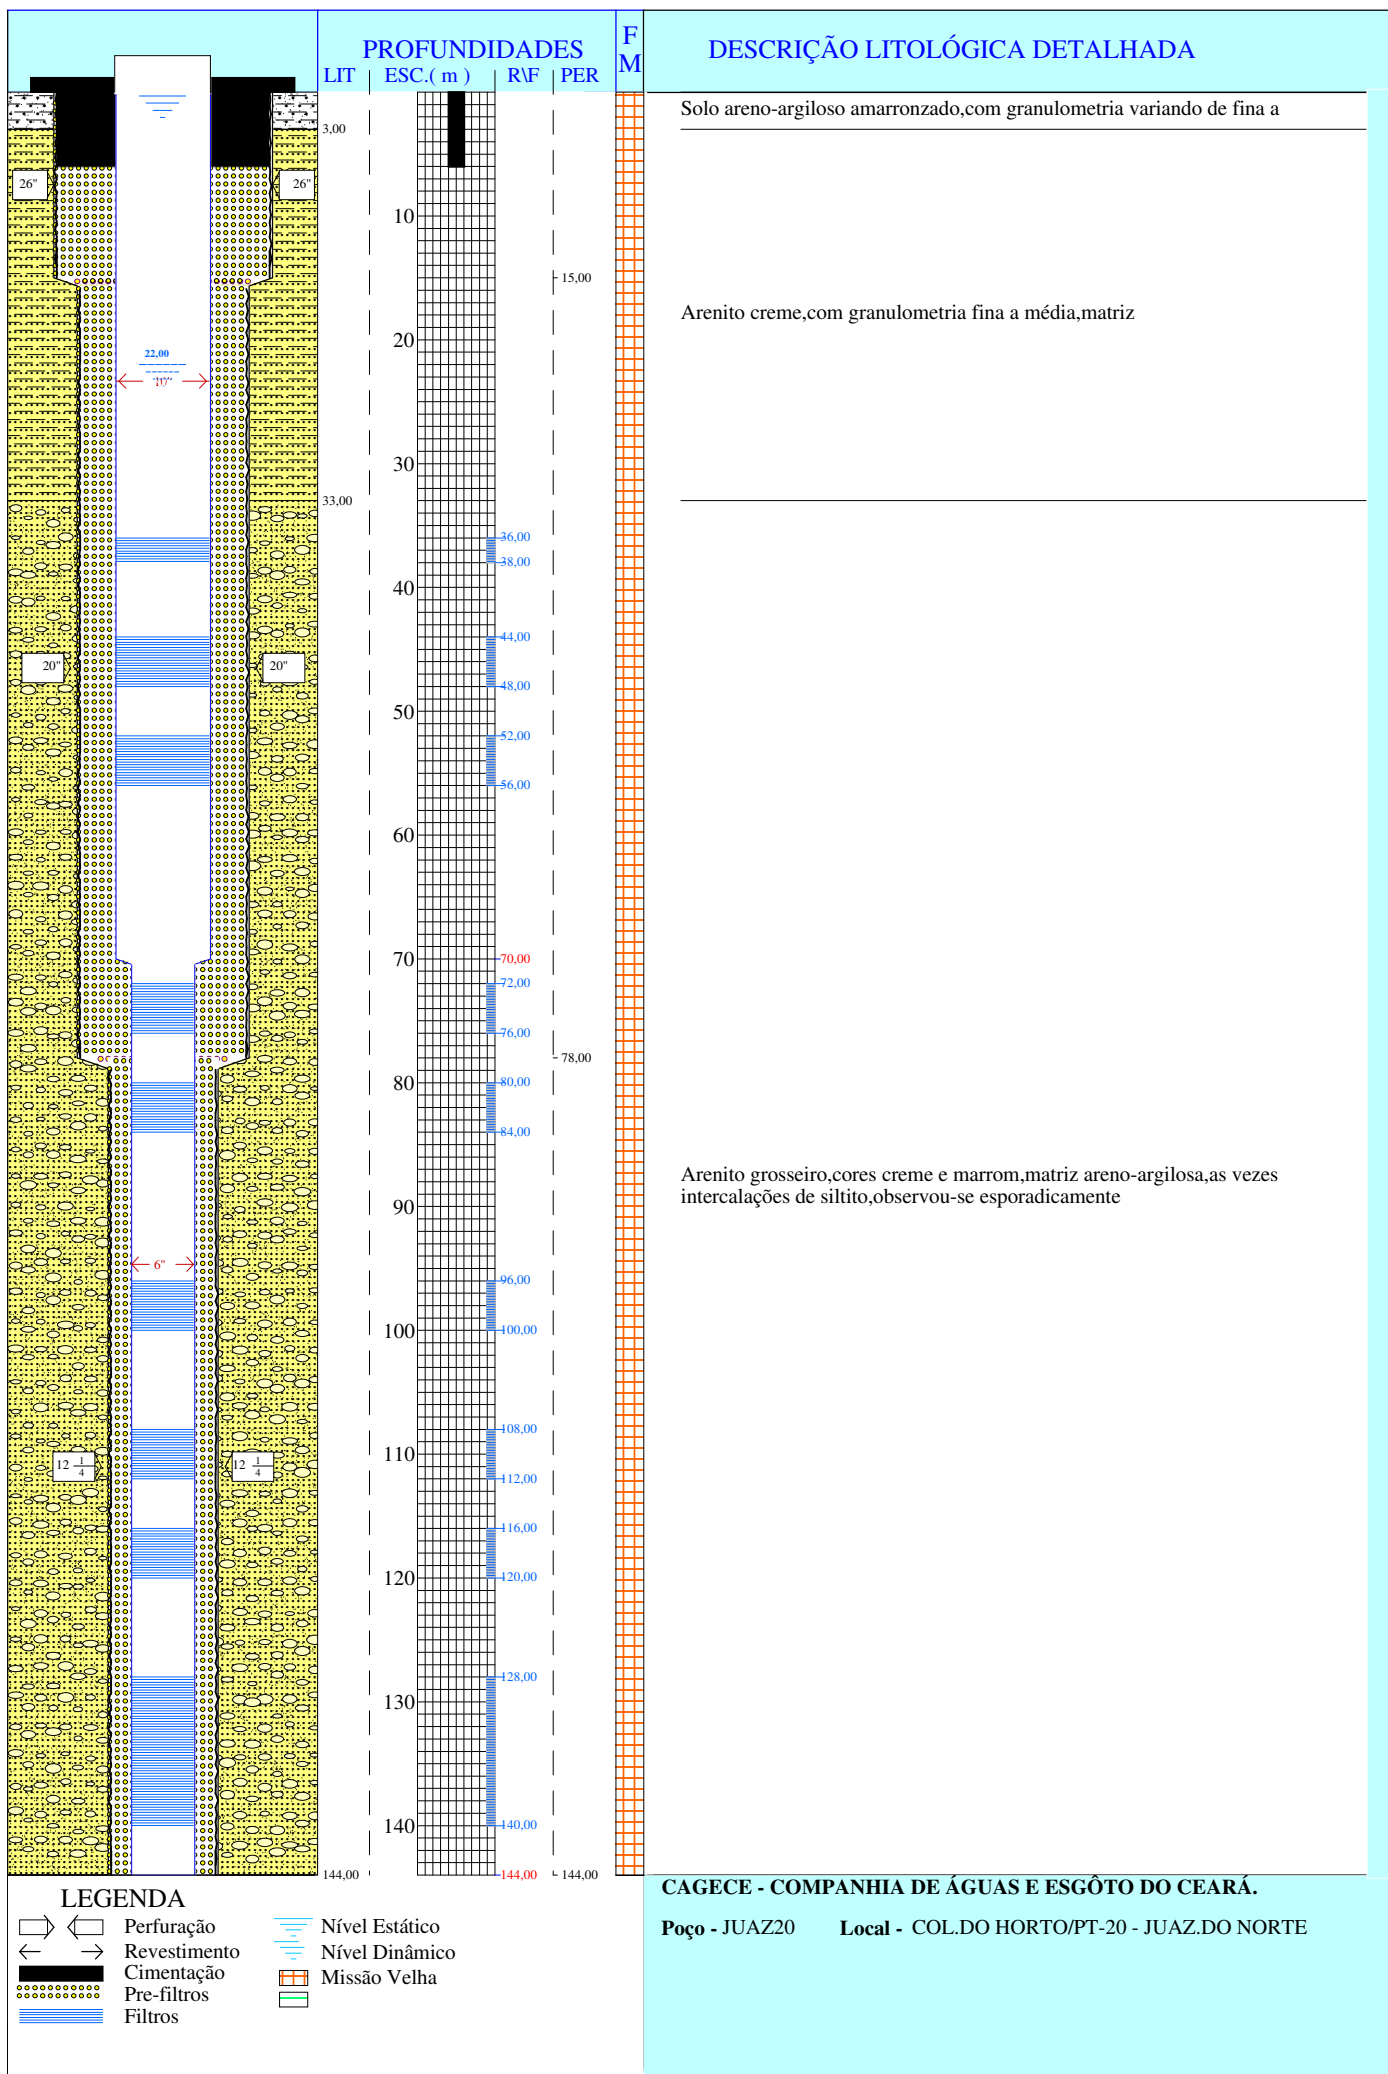 PROFUNDIDADES
LIT ESC.( m ) R\F PER
F
M
DESCRIÇÃO LITOLÓGICA DETALHADA
Solo areno-argiloso amarronzado,com granulometria variando de fina a
3,00
26" 26"
10
15,00
Arenito creme,com granulometria fina a média,matriz
20
22,00
10"
30
33,00
36,00
38,00
40
44,00
20" 20"
48,00
50
52,00
56,00
60
70
70,00
72,00
76,00
78,00
80
80,00
84,00
Arenito grosseiro,cores creme e marrom,matriz areno-argilosa,as vezes
intercalações de siltito,observou-se esporadicamente
90
6"
96,00
100
100,00
108,00
110
12 1/4 12 1/4
112,00
116,00
120
120,00
128,00
130
140
140,00
144,00 144,00 144,00
LEGENDA
Perfuração
Revestimento
Cimentação
Pre-filtros
Filtros
Nível Estático
Nível Dinâmico
Missão Velha
CAGECE - COMPANHIA DE ÁGUAS E ESGÔTO DO CEARÁ.
Poço - JUAZ20 Local - COL.DO HORTO/PT-20 - JUAZ.DO NORTE